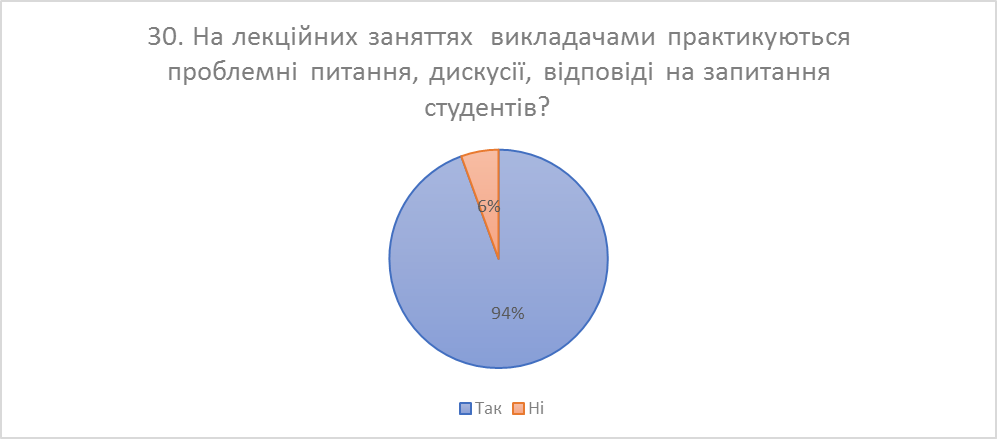 30. На лекційних заняттях викладачами практикуються
проблемні питання, дискусії, відповіді на запитання
студентів?
6%
94%
Так Ні